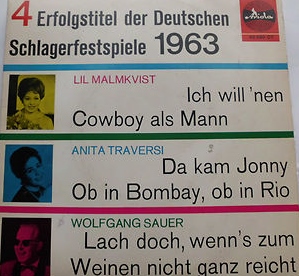 4 Erfolgstitel der Deutschen
Schlagerfestspiele 1963
ariola
LIL MALMKVIST
Ich will 'nen
Cowboy als Mann
ANITA TRAVERSI
Da kam Jonny
Ob in Bombay, ob in Rio
WOLFGANG SAUER
Lach doch, wenn's zum
Weinen nicht ganz reicht